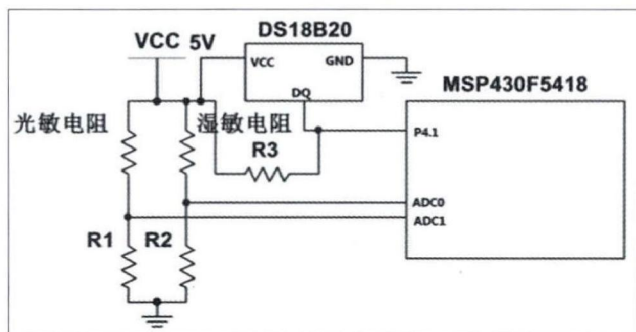 DS18B20
VCC 5V
VCC
GND
DQ
MSP430F5418
光敏电阻
湿敏电阻
R3
P4.1
ADC0
ADC1
R1
R2